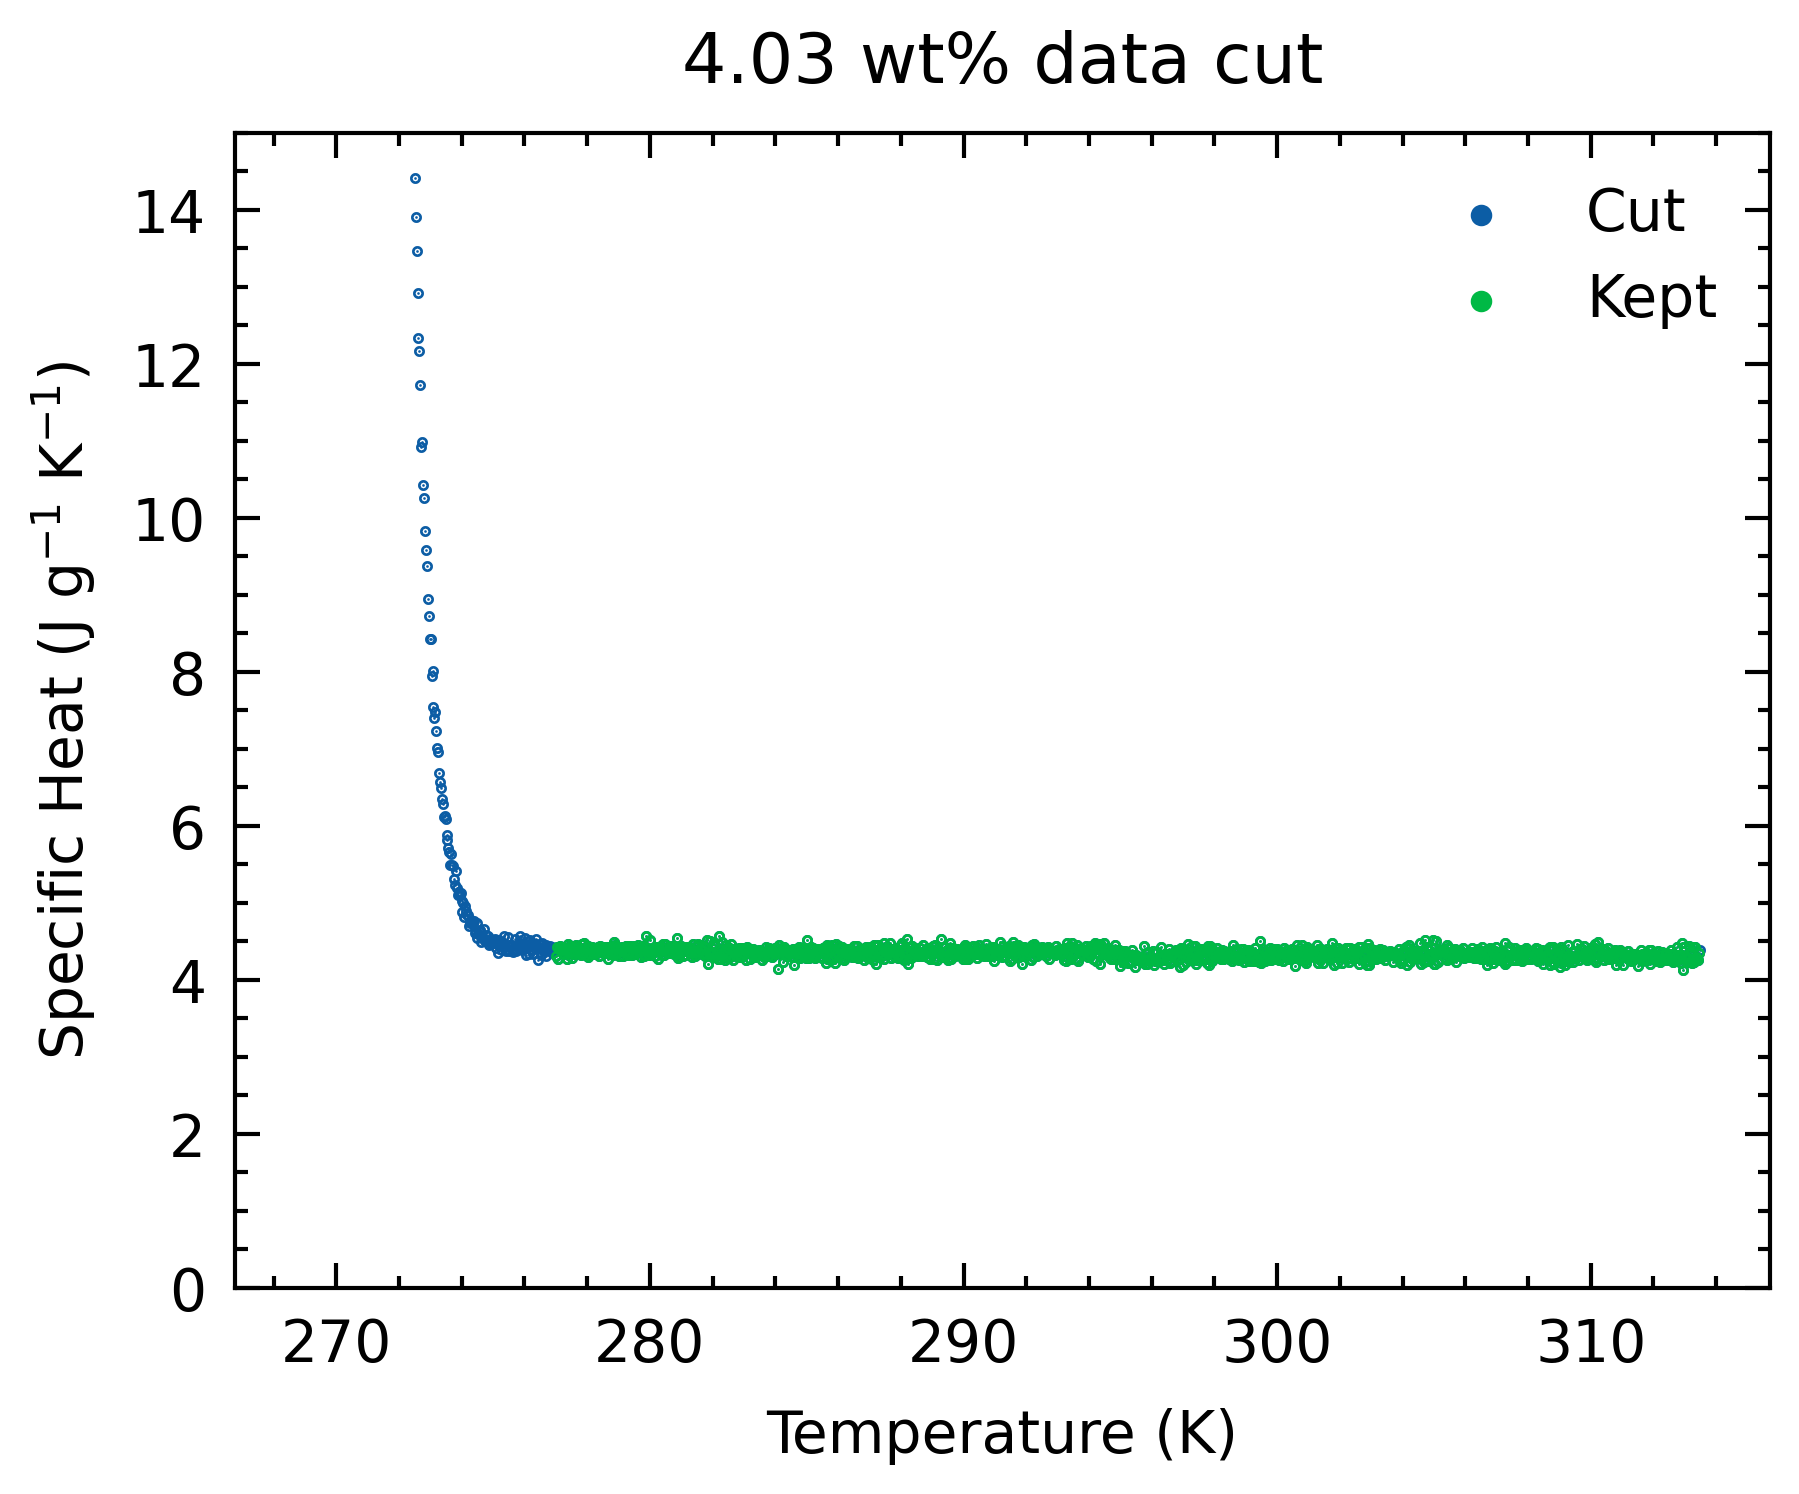 4.03 wt% data cut
Cut
Kept
Specific Heat (J g⁻¹ K⁻¹)
14
12
10
8
6
4
2
0
270 280 290 300 310
Temperature (K)